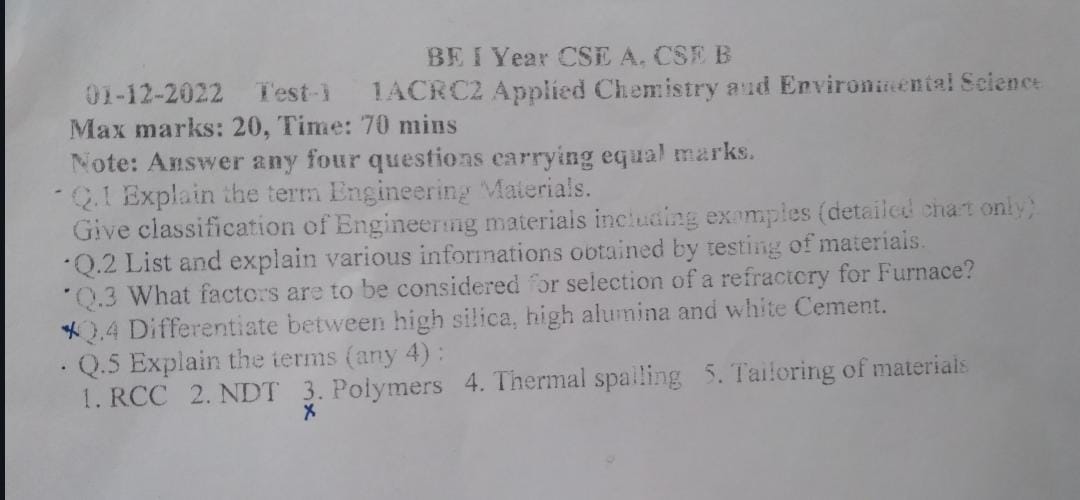 BE I Year CSE A, CSE B
01-12-2022 Test-1 1ACRC2 Applied Chemistry and Environmental Science
Max marks: 20, Time: 70 mins
Note: Answer any four questions carrying equal marks.
Q.1 Explain the term Engineering Materials.
Give classification of Engineering materials including examples (detailed chart only)
Q.2 List and explain various informations obtained by testing of materials.
Q.3 What factors are to be considered for selection of a refractory for Furnace?
Q.4 Differentiate between high silica, high alumina and white Cement.
Q.5 Explain the terms (any 4) :
1. RCC 2. NDT 3. Polymers 4. Thermal spalling 5. Tailoring of materials